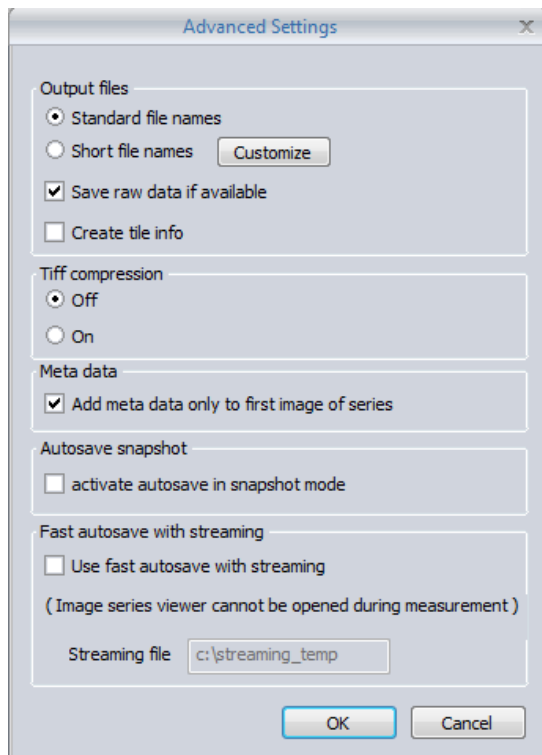 Advanced Settings
Output files
Standard file names
Short file names Customize
Save raw data if available
Create tile info
Tiff compression
Off
On
Meta data
Add meta data only to first image of series
Autosave snapshot
activate autosave in snapshot mode
Fast autosave with streaming
Use fast autosave with streaming
( Image series viewer cannot be opened during measurement )
Streaming file c:\streaming_temp
OK Cancel